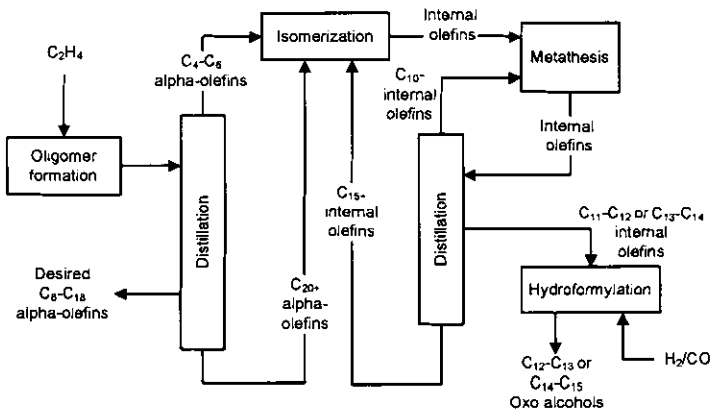 C₂H₄
C₄-C₆
alpha-olefins
Isomerization
Internal
olefins
Metathesis
C₁₀-
internal
olefins
Internal
olefins
Oligomer
formation
Distillation
C₁₅₊
internal
olefins
Distillation
C₁₁-C₁₂ or C₁₃-C₁₄
internal
olefins
Desired
C₆-C₁₈
alpha-olefins
C₂₀₊
alpha-
olefins
Hydroformylation
H₂/CO
C₁₂-C₁₃ or
C₁₄-C₁₅
Oxo alcohols